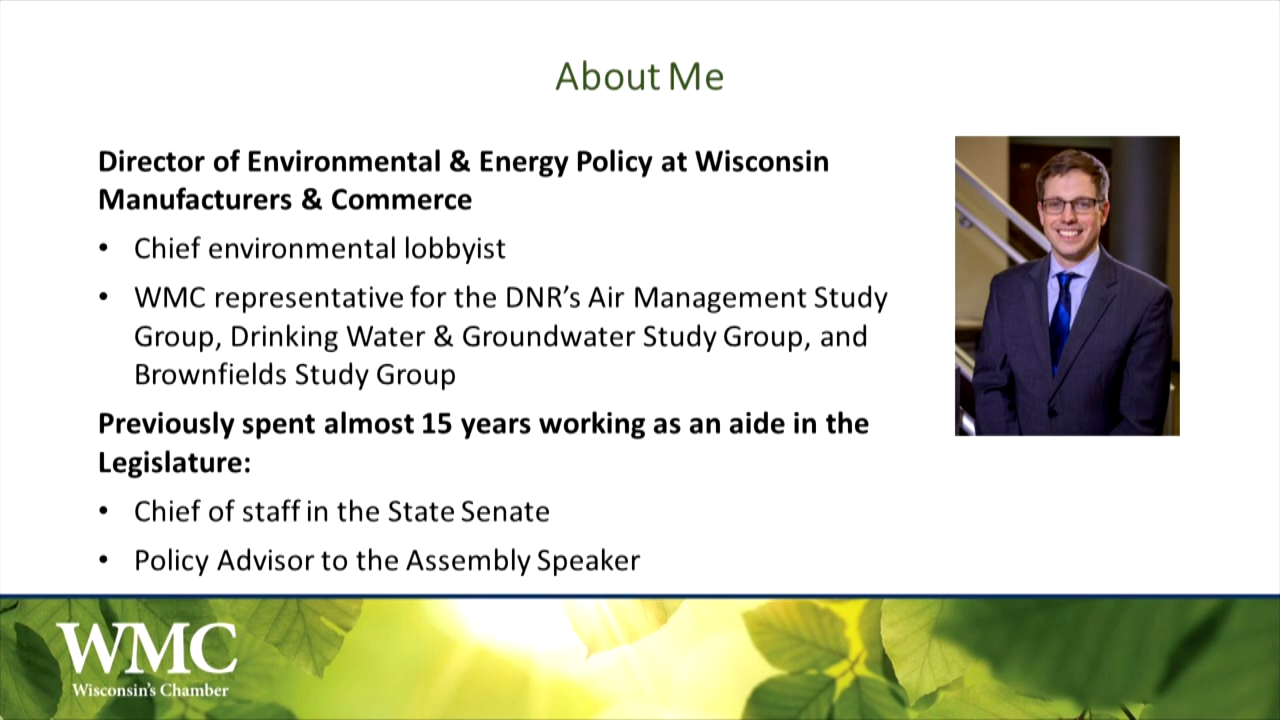 About Me
Director of Environmental & Energy Policy at Wisconsin
Manufacturers & Commerce
• Chief environmental lobbyist
• WMC representative for the DNR's Air Management Study
Group, Drinking Water & Groundwater Study Group, and
Brownfields Study Group
Previously spent almost 15 years working as an aide in the
Legislature:
• Chief of staff in the State Senate
• Policy Advisor to the Assembly Speaker
WMC
Wisconsin's Chamber